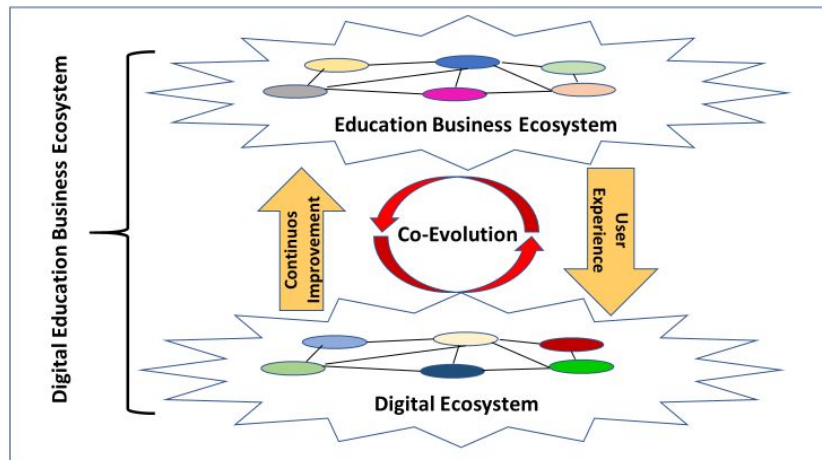 Digital Education Business Ecosystem
Education Business Ecosystem
Continuos
Improvement
Co-Evolution
User
Experience
Digital Ecosystem